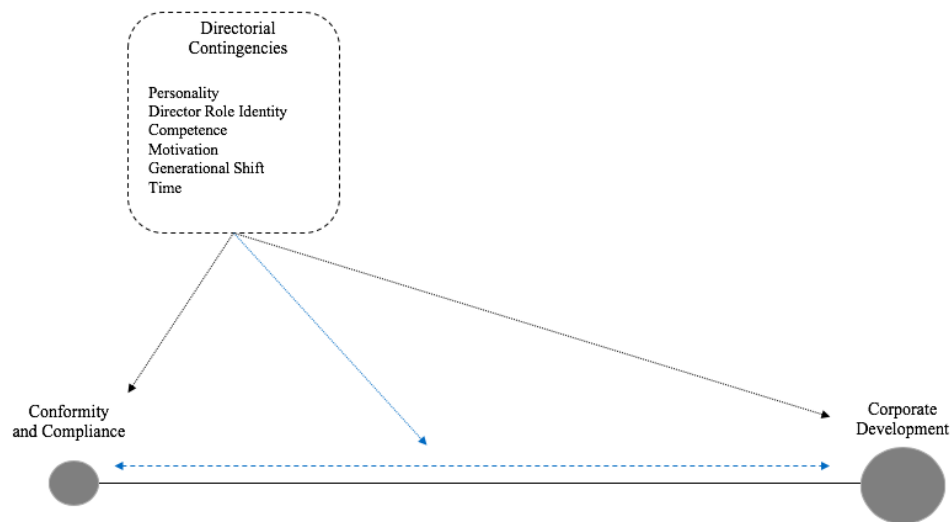 Directorial
Contingencies
Personality
Director Role Identity
Competence
Motivation
Generational Shift
Time
Conformity
and Compliance
Corporate
Development